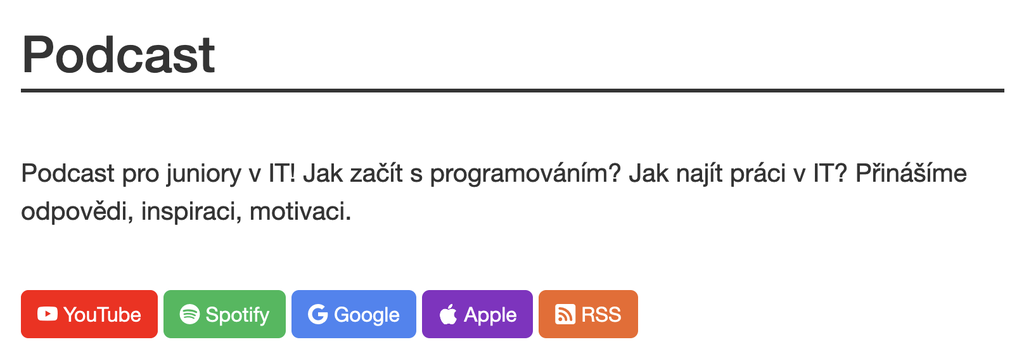 Podcast
Podcast pro juniory v IT! Jak začít s programováním? Jak najít práci v IT? Přinášíme
odpovědi, inspiraci, motivaci.
YouTube Spotify Google Apple RSS